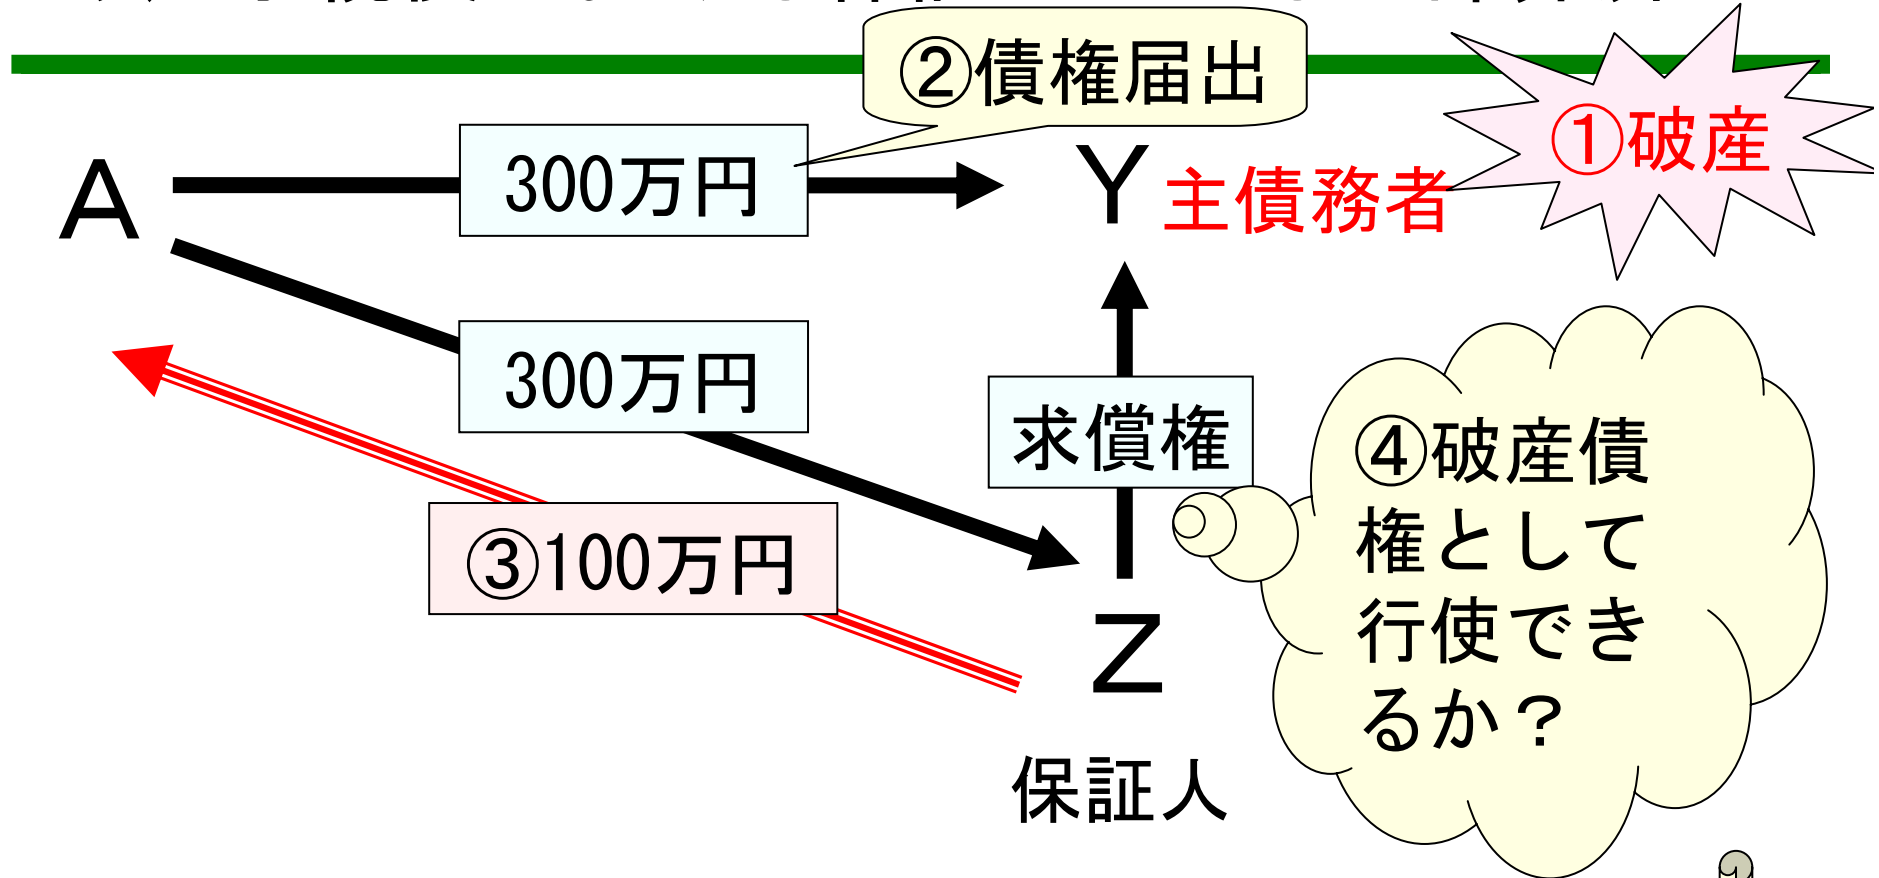 ②債権届出
①破産
A
300万円
Y
主債務者
300万円
求償権
④破産債
権として
行使でき
るか？
③100万円
Z
保証人